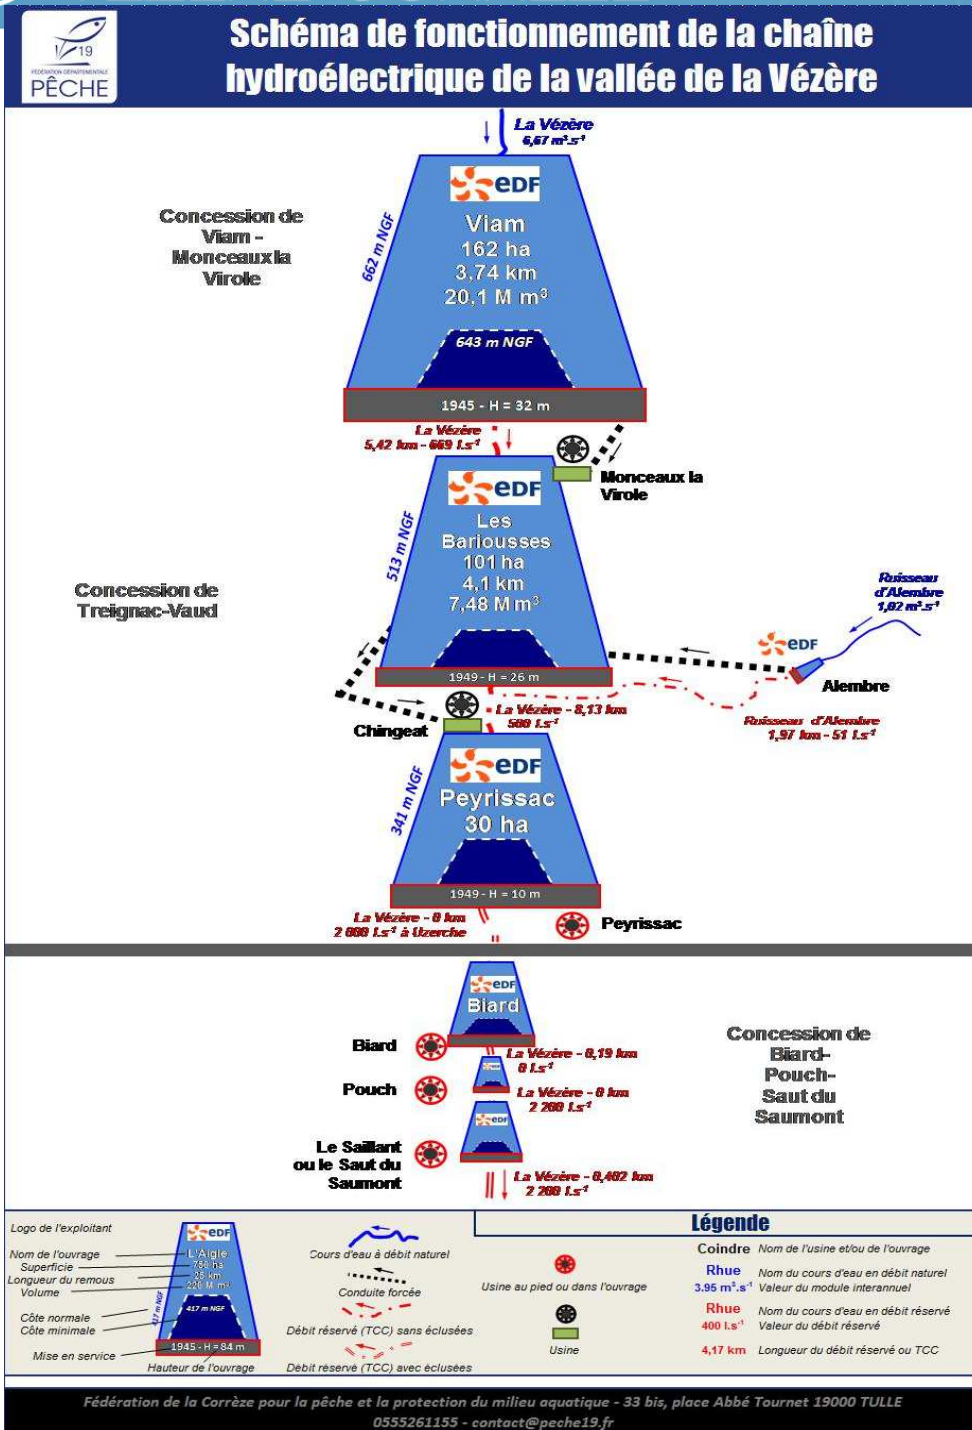 19
FÉDÉRATION DÉPARTEMENTALE
PÊCHE
Schéma de fonctionnement de la chaîne
hydroélectrique de la vallée de la Vézère
La Vézère
6,67 m³.s⁻¹
Concession de
Viam -
Monceaux la
Virole
662 m NGF
eDF
Viam
162 ha
3,74 km
20,1 M m³
643 m NGF
1945 - H = 32 m
La Vézère
5,42 km - 669 l.s⁻¹
Monceaux la
Virole
Concession de
Treignac-Vaud
513 m NGF
eDF
Les
Bariousses
101 ha
4,1 km
7,48 M m³
1949 - H = 26 m
Ruisseau
d'Alembre
1,02 m³.s⁻¹
eDF
Alembre
Ruisseau d'Alembre
1,97 km - 51 l.s⁻¹
La Vézère - 8,13 km
500 l.s⁻¹
Chingeat
341 m NGF
eDF
Peyrissac
30 ha
1949 - H = 10 m
La Vézère - 0 km
2 000 l.s⁻¹ à Uzerche
Peyrissac
eDF
Biard
Biard
La Vézère - 0,19 km
0 l.s⁻¹
Pouch
La Vézère - 0 km
2 200 l.s⁻¹
eDF
Le Saillant
ou le Saut du
Saumont
La Vézère - 0,402 km
2 200 l.s⁻¹
Concession de
Biard-
Pouch-
Saut du
Saumont
Légende
Logo de l'exploitant
Nom de l'ouvrage
Superficie
Longueur du remous
Volume
Côte normale
Côte minimale
Mise en service
Hauteur de l'ouvrage
eDF
L'Aigle
750 ha
25 km
220 M m³
417 m NGF
417 m NGF
1945 - H = 84 m
Cours d'eau à débit naturel
Conduite forcée
Débit réservé (TCC) sans éclusées
Débit réservé (TCC) avec éclusées
Usine au pied ou dans l'ouvrage
Usine
Coindre Nom de l'usine et/ou de l'ouvrage
Rhue Nom du cours d'eau en débit naturel
3.95 m³.s⁻¹ Valeur du module interannuel
Rhue Nom du cours d'eau en débit réservé
400 l.s⁻¹ Valeur du débit réservé
4,17 km Longueur du débit réservé ou TCC
Fédération de la Corrèze pour la pêche et la protection du milieu aquatique - 33 bis, place Abbé Tournet 19000 TULLE
0555261155 - contact@peche19.fr